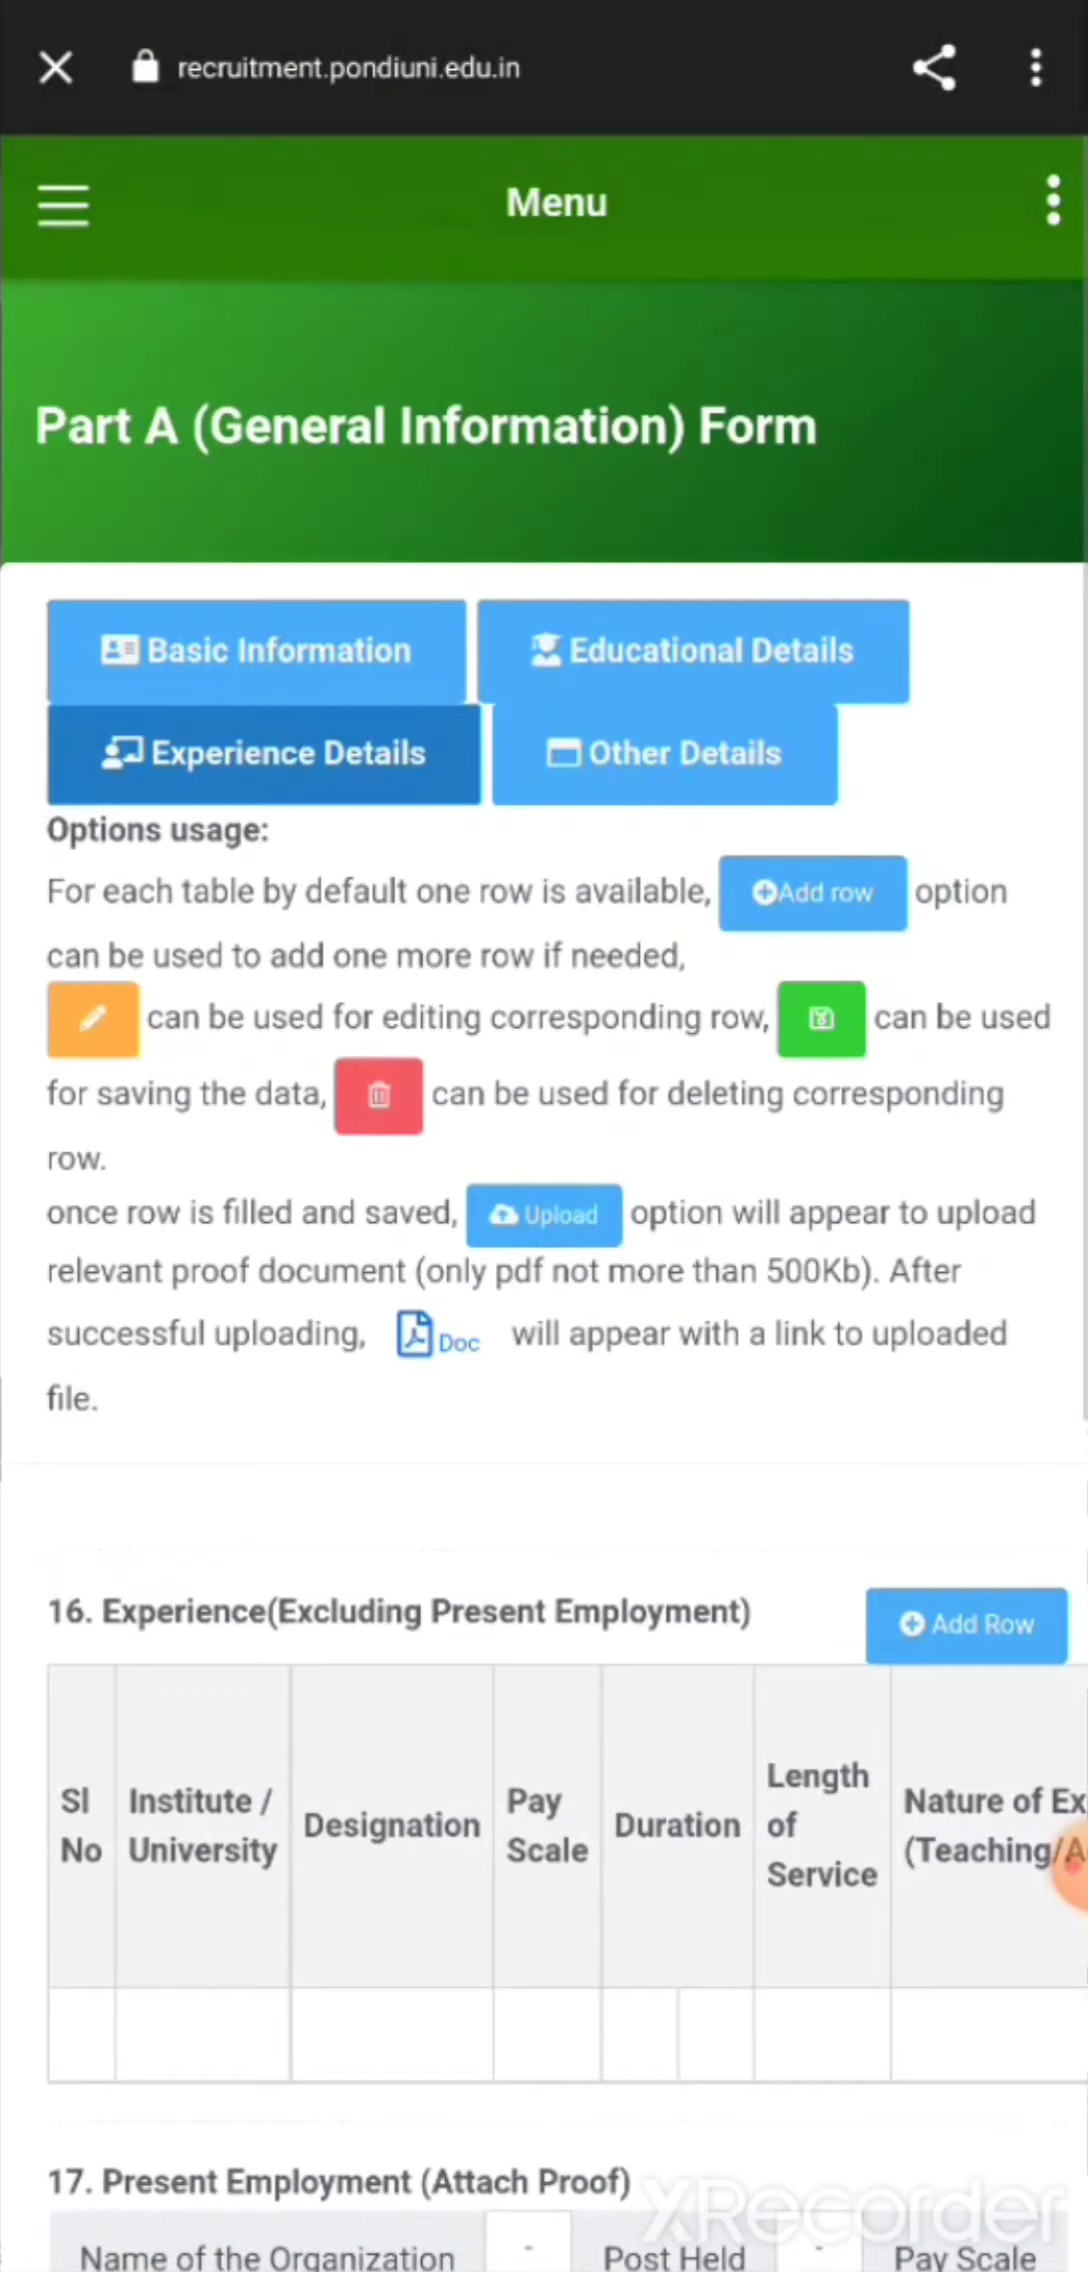 recruitment.pondiuni.edu.in
Menu
Part A (General Information) Form
Basic Information Educational Details
Experience Details Other Details
Options usage:
For each table by default one row is available, Add row option
can be used to add one more row if needed,
can be used for editing corresponding row, can be used
for saving the data, can be used for deleting corresponding
row.
once row is filled and saved, Upload option will appear to upload
relevant proof document (only pdf not more than 500Kb). After
successful uploading, Doc will appear with a link to uploaded
file.
16. Experience(Excluding Present Employment) Add Row
Sl No Institute / University Designation Pay Scale Duration Length of Service Nature of Ex (Teaching/A
17. Present Employment (Attach Proof)
XRecorder
Name of the Organization - Post Held - Pay Scale